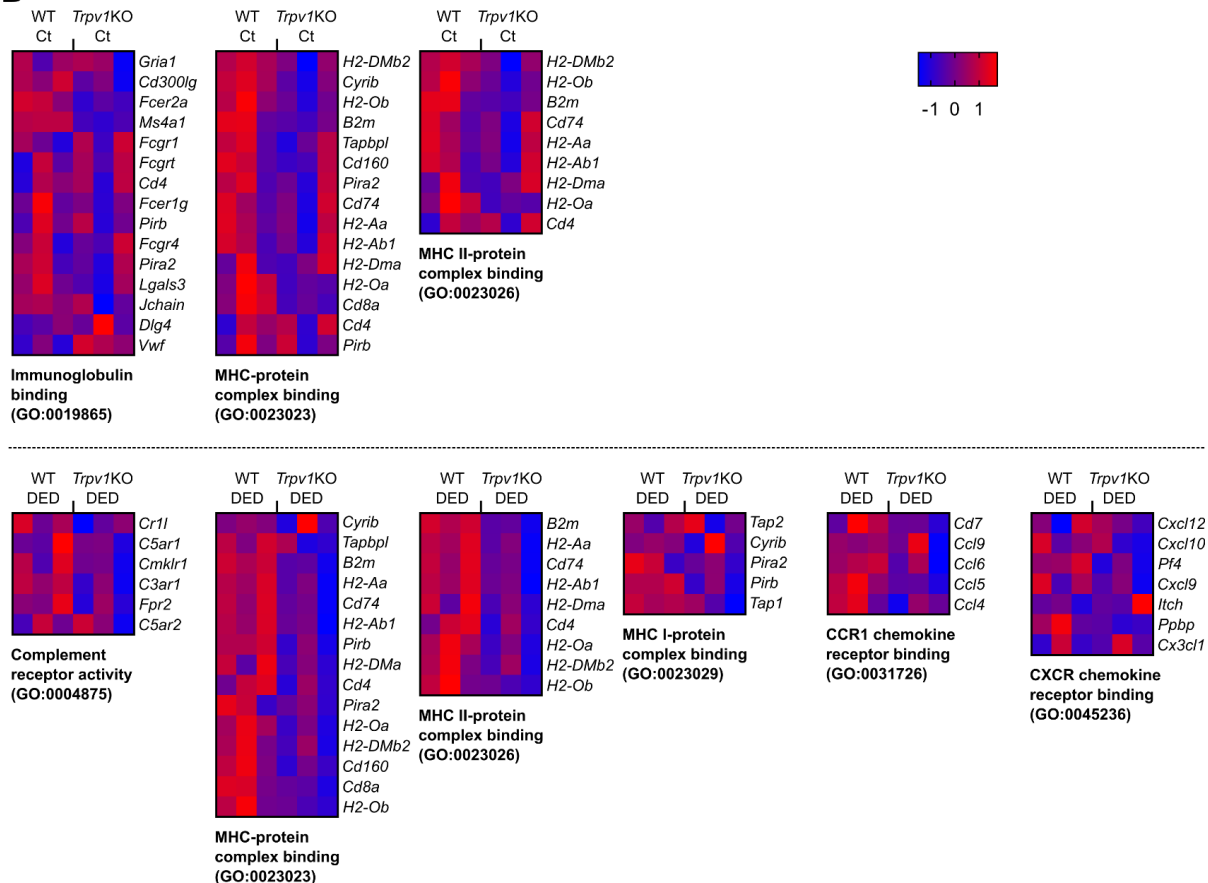 WT Trpv1KO
Ct Ct
Gria1
Cd300lg
Fcer2a
Ms4a1
Fcgr1
Fcgrt
Cd4
Fcer1g
Pirb
Fcgr4
Pira2
Lgals3
Jchain
Dlg4
Vwf
Immunoglobulin
binding
(GO:0019865)
WT Trpv1KO
Ct Ct
H2-DMb2
Cyrib
H2-Ob
B2m
Tapbpl
Cd160
Pira2
Cd74
H2-Aa
H2-Ab1
H2-Dma
H2-Oa
Cd8a
Cd4
Pirb
MHC-protein
complex binding
(GO:0023023)
WT Trpv1KO
Ct Ct
H2-DMb2
H2-Ob
B2m
Cd74
H2-Aa
H2-Ab1
H2-Dma
H2-Oa
Cd4
MHC II-protein
complex binding
(GO:0023026)
-1 0 1
WT Trpv1KO
DED DED
Cr1l
C5ar1
Cmklr1
C3ar1
Fpr2
C5ar2
Complement
receptor activity
(GO:0004875)
WT Trpv1KO
DED DED
Cyrib
Tapbpl
B2m
H2-Aa
Cd74
H2-Ab1
Pirb
H2-DMa
Cd4
Pira2
H2-Oa
H2-DMb2
Cd160
Cd8a
H2-Ob
MHC-protein
complex binding
(GO:0023023)
WT Trpv1KO
DED DED
B2m
H2-Aa
Cd74
H2-Ab1
H2-Dma
Cd4
H2-Oa
H2-DMb2
H2-Ob
MHC II-protein
complex binding
(GO:0023026)
WT Trpv1KO
DED DED
Tap2
Cyrib
Pira2
Pirb
Tap1
MHC I-protein
complex binding
(GO:0023029)
WT Trpv1KO
DED DED
Cd7
Ccl9
Ccl6
Ccl5
Ccl4
CCR1 chemokine
receptor binding
(GO:0031726)
WT Trpv1KO
DED DED
Cxcl12
Cxcl10
Pf4
Cxcl9
Itch
Ppbp
Cx3cl1
CXCR chemokine
receptor binding
(GO:0045236)